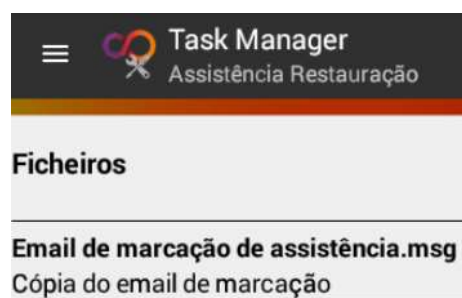 Task Manager
Assistência Restauração
Ficheiros
Email de marcação de assistência.msg
Cópia do email de marcação